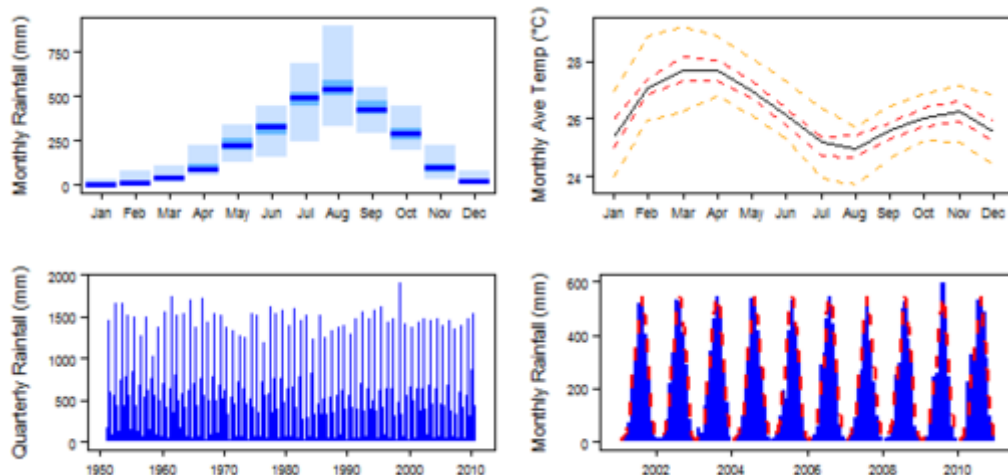 Monthly Rainfall (mm)
750
500
250
0
Jan Feb Mar Apr May Jun Jul Aug Sep Oct Nov Dec
Monthly Ave Temp (°C)
28
26
24
Jan Feb Mar Apr May Jun Jul Aug Sep Oct Nov Dec
Quarterly Rainfall (mm)
2000
1500
1000
500
0
1950 1960 1970 1980 1990 2000 2010
Monthly Rainfall (mm)
600
400
200
0
2002 2004 2006 2008 2010